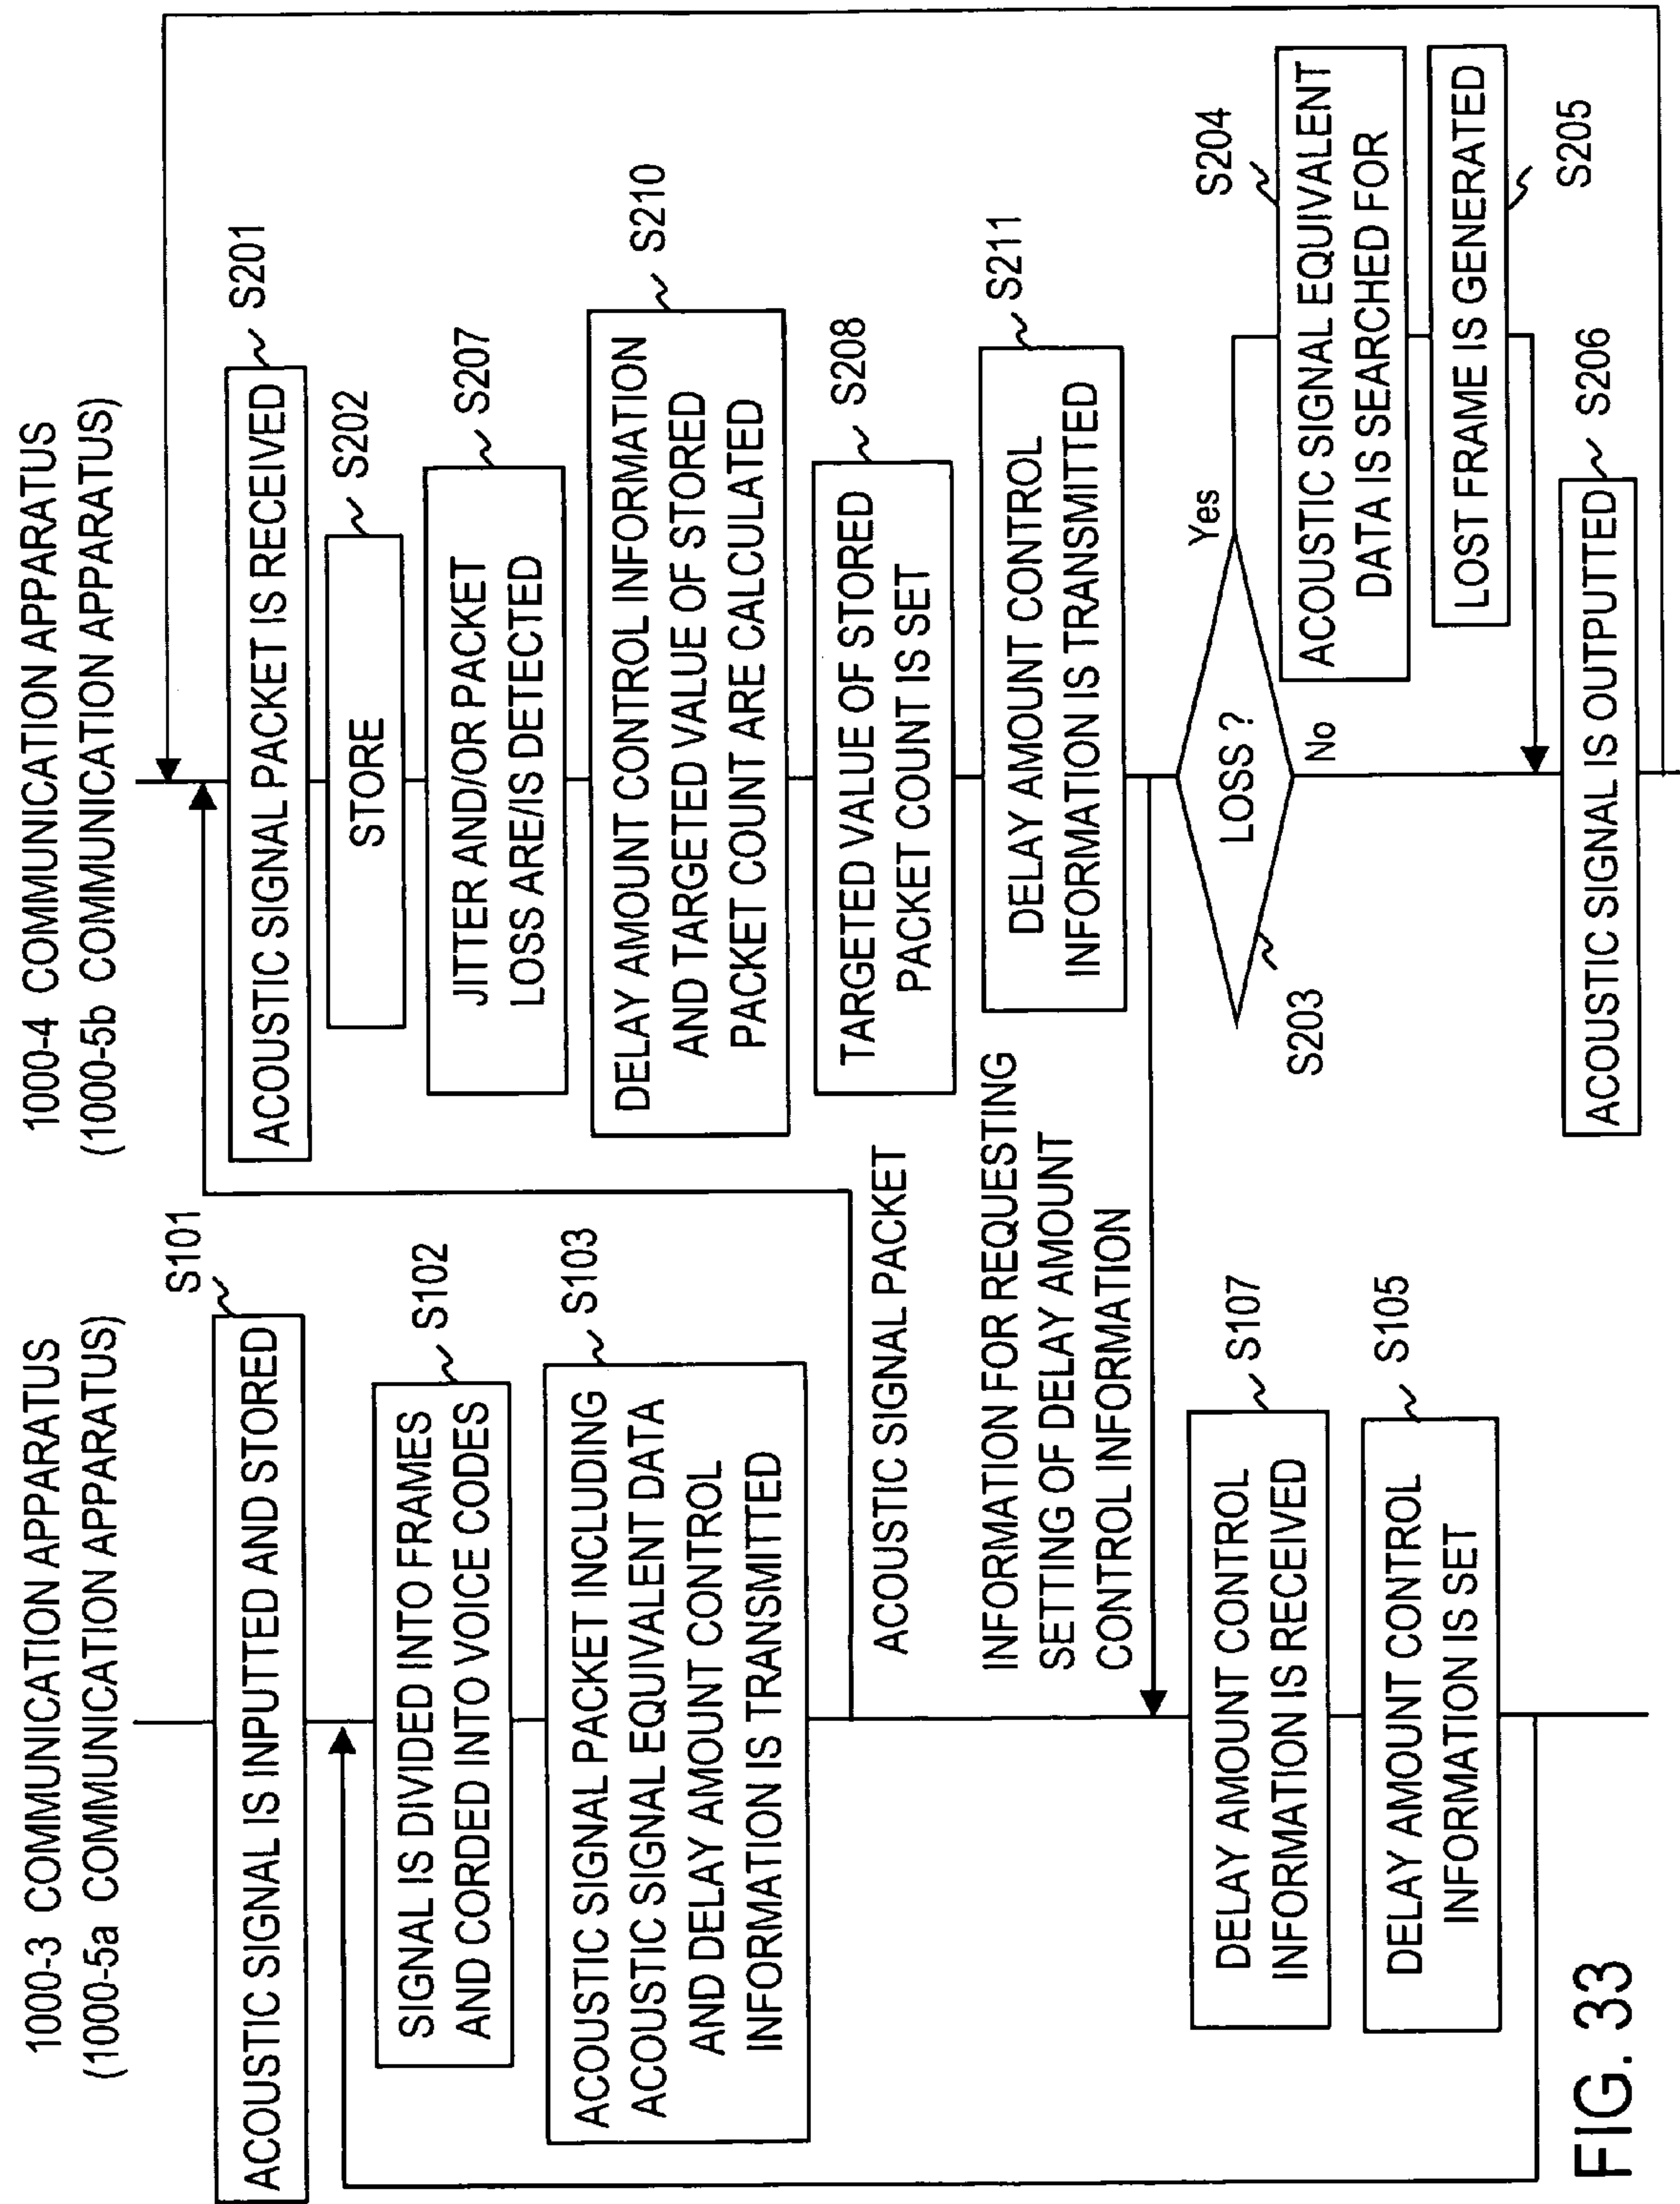 1000-3 COMMUNICATION APPARATUS
(1000-5a COMMUNICATION APPARATUS)
S101
ACOUSTIC SIGNAL IS INPUTTED AND STORED
S102
SIGNAL IS DIVIDED INTO FRAMES
AND CORDED INTO VOICE CODES
S103
ACOUSTIC SIGNAL PACKET INCLUDING
ACOUSTIC SIGNAL EQUIVALENT DATA
AND DELAY AMOUNT CONTROL
INFORMATION IS TRANSMITTED
ACOUSTIC SIGNAL PACKET
INFORMATION FOR REQUESTING
SETTING OF DELAY AMOUNT
CONTROL INFORMATION
S107
DELAY AMOUNT CONTROL
INFORMATION IS RECEIVED
S105
DELAY AMOUNT CONTROL
INFORMATION IS SET
1000-4 COMMUNICATION APPARATUS
(1000-5b COMMUNICATION APPARATUS)
S201
ACOUSTIC SIGNAL PACKET IS RECEIVED
S202
STORE
S207
JITTER AND/OR PACKET
LOSS ARE/IS DETECTED
S210
DELAY AMOUNT CONTROL INFORMATION
AND TARGETED VALUE OF STORED
PACKET COUNT ARE CALCULATED
S208
TARGETED VALUE OF STORED
PACKET COUNT IS SET
S211
DELAY AMOUNT CONTROL
INFORMATION IS TRANSMITTED
S203
LOSS ?
Yes
No
S204
ACOUSTIC SIGNAL EQUIVALENT
DATA IS SEARCHED FOR
LOST FRAME IS GENERATED
S205
S206
ACOUSTIC SIGNAL IS OUTPUTTED
FIG. 33